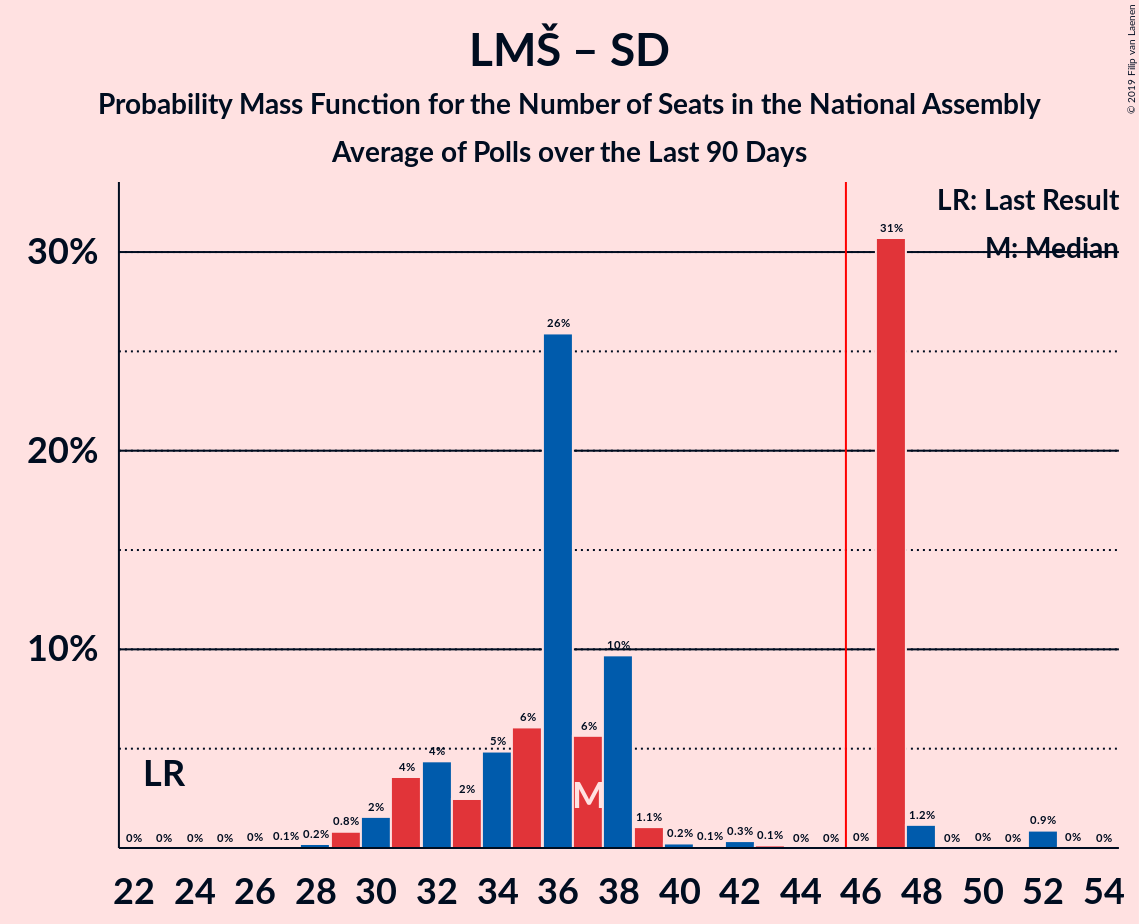 LMŠ – SD
Probability Mass Function for the Number of Seats in the National Assembly
Average of Polls over the Last 90 Days
© 2019 Filip van Laenen
LR: Last Result
M: Median
30%
20%
10%
0% 0% 0% 0% 0% 0.1% 0.2% 0.8% 2% 4% 4% 2% 5% 6% 26% 6% 10% 1.1% 0.2% 0.1% 0.3% 0.1% 0% 0% 0% 31% 1.2% 0% 0% 0% 0.9% 0% 0%
LR
M
22 24 26 28 30 32 34 36 38 40 42 44 46 48 50 52 54